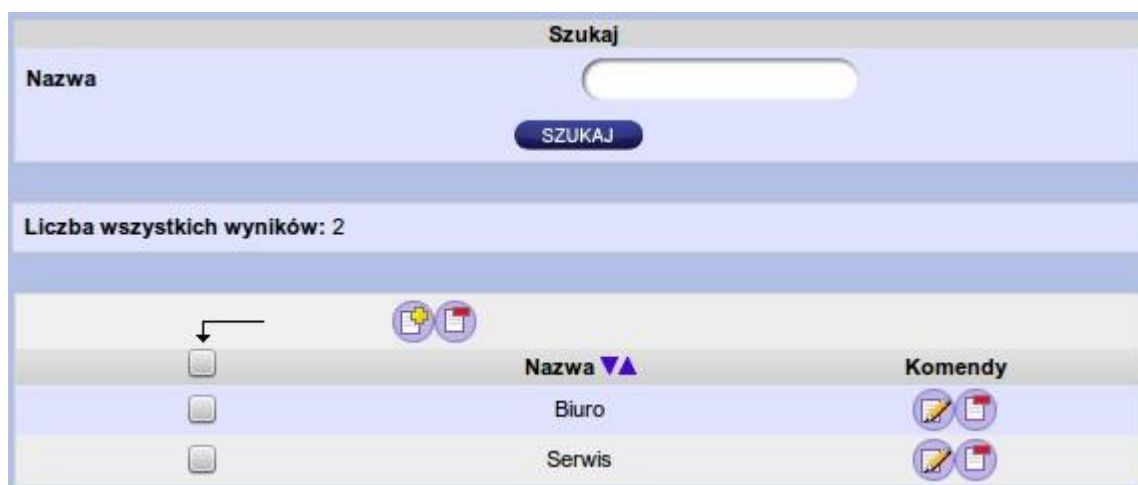 Szukaj
Nazwa
SZUKAJ
Liczba wszystkich wyników: 2
Nazwa Komendy
Biuro
Serwis